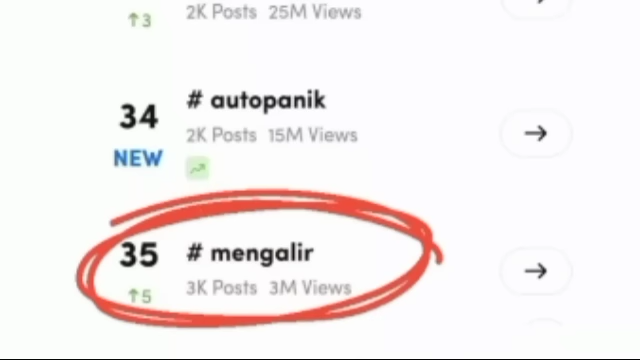 ↑3
2K Posts 25M Views
34
# autopanik
2K Posts 15M Views
NEW
35
# mengalir
3K Posts 3M Views
↑5